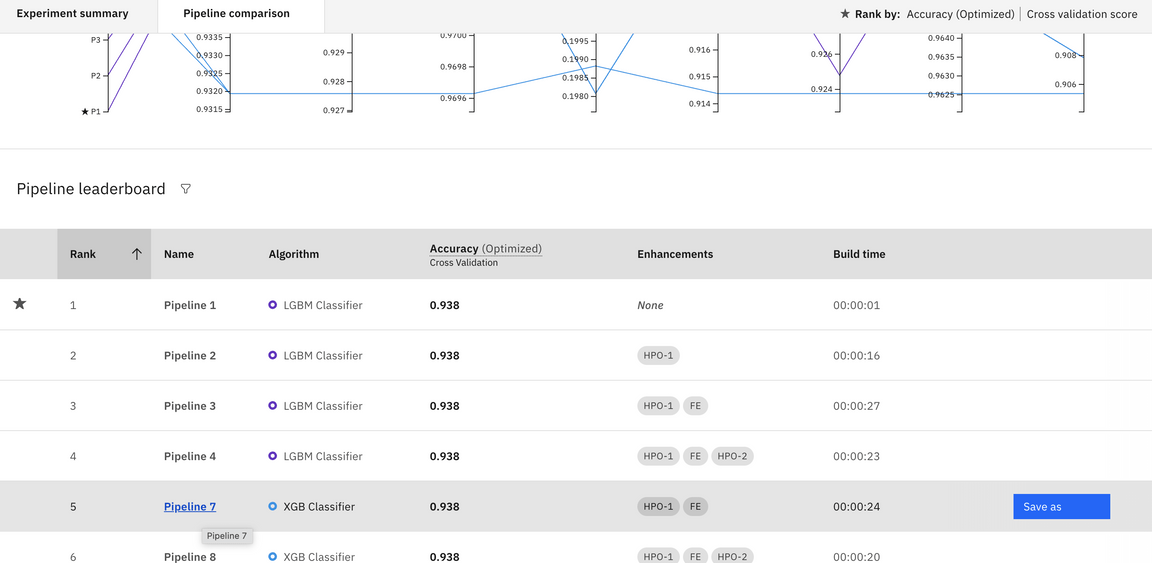 Experiment summary
Pipeline comparison
★ Rank by: Accuracy (Optimized) | Cross validation score
P3
P2
★ P1
0.9335
0.9330
0.9325
0.9320
0.9315
0.929
0.928
0.927
0.9700
0.9698
0.9696
0.1995
0.1990
0.1985
0.1980
0.916
0.915
0.914
0.926
0.924
0.9640
0.9635
0.9630
0.9625
0.908
0.906
Pipeline leaderboard
Rank Name Algorithm Accuracy (Optimized) Enhancements Build time
Cross Validation
1 Pipeline 1 LGBM Classifier 0.938 None 00:00:01
2 Pipeline 2 LGBM Classifier 0.938 HPO-1 00:00:16
3 Pipeline 3 LGBM Classifier 0.938 HPO-1 FE 00:00:27
4 Pipeline 4 LGBM Classifier 0.938 HPO-1 FE HPO-2 00:00:23
5 Pipeline 7 XGB Classifier 0.938 HPO-1 FE 00:00:24 Save as
Pipeline 7
6 Pipeline 8 XGB Classifier 0.938 HPO-1 FE HPO-2 00:00:20